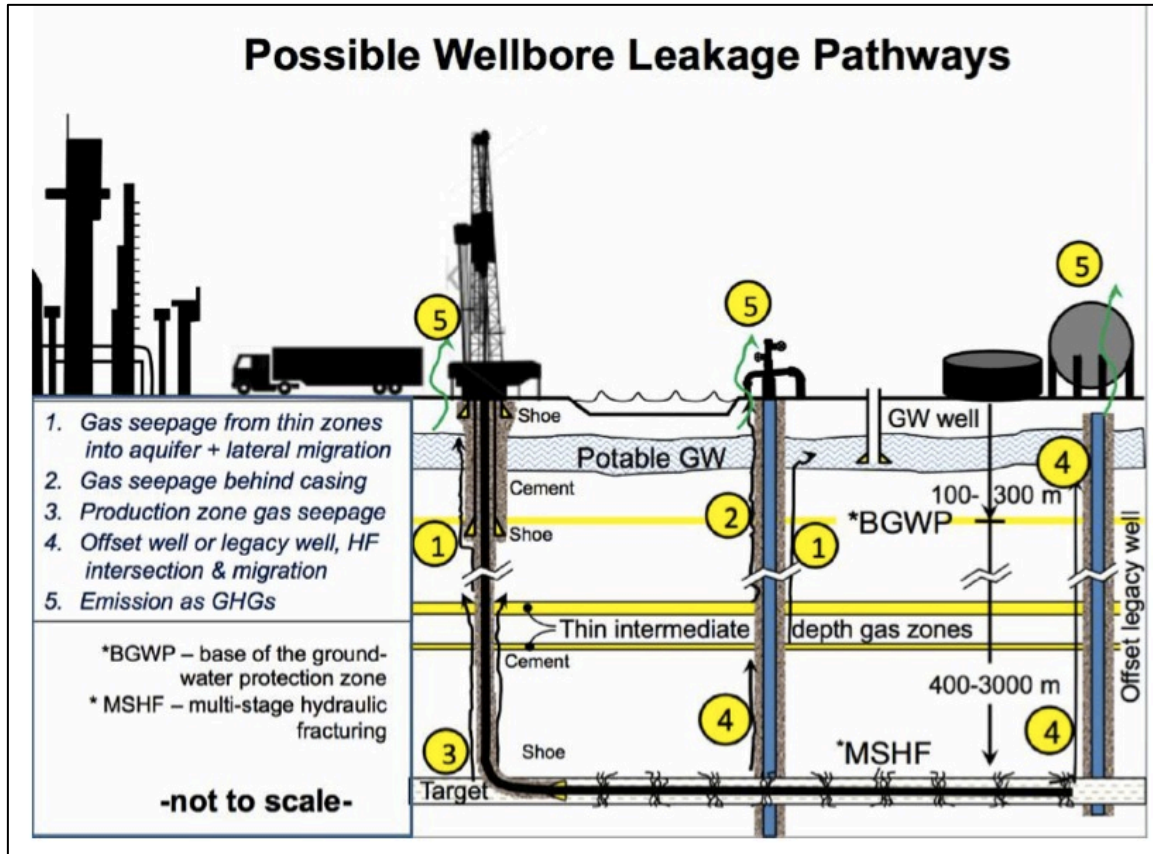 Possible Wellbore Leakage Pathways
5
5
5
1. Gas seepage from thin zones
into aquifer + lateral migration
2. Gas seepage behind casing
3. Production zone gas seepage
4. Offset well or legacy well, HF
intersection & migration
5. Emission as GHGs
*BGWP – base of the ground-
water protection zone
* MSHF – multi-stage hydraulic
fracturing
-not to scale-
Shoe
GW well
Potable GW
4
Cement
100- 300 m
2
*BGWP
Shoe
1
1
Thin intermediate depth gas zones
Cement
400-3000 m
Offset legacy well
4
4
3
Shoe
*MSHF
Target